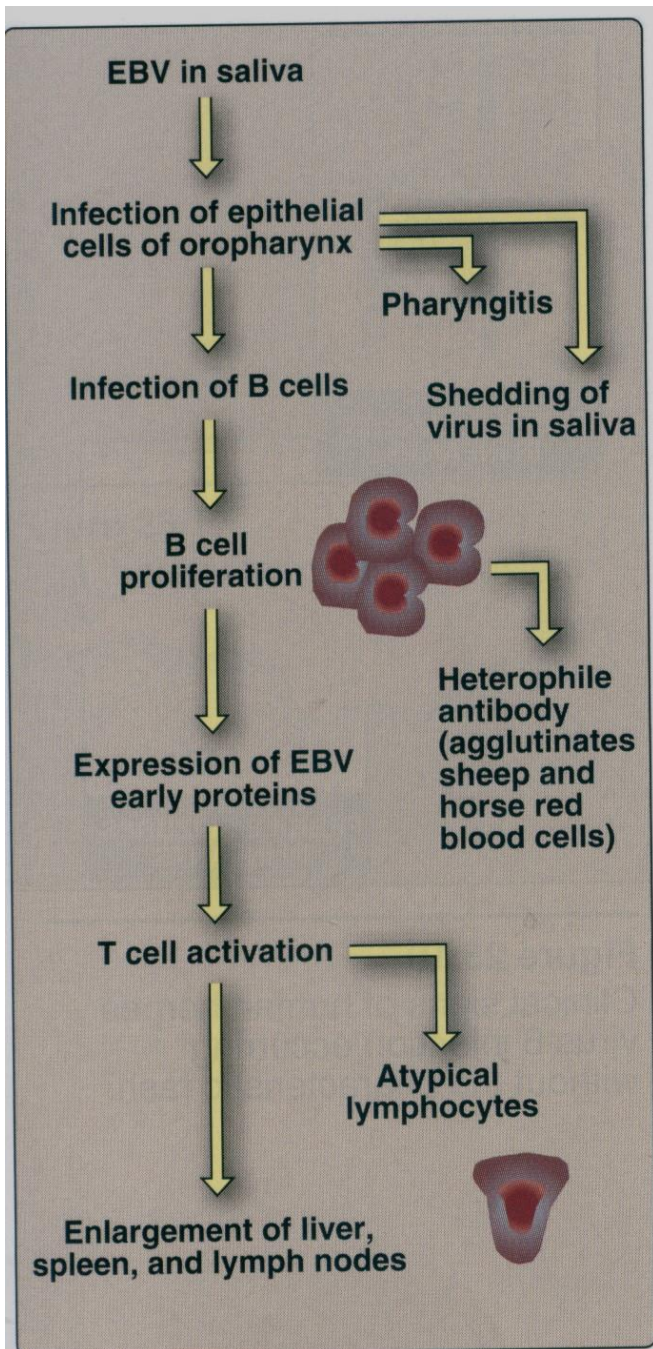 EBV in saliva
Infection of epithelial
cells of oropharynx
Pharyngitis
Infection of B cells
Shedding of
virus in saliva
B cell
proliferation
Heterophile
antibody
(agglutinates
sheep and
horse red
blood cells)
Expression of EBV
early proteins
T cell activation
Atypical
lymphocytes
Enlargement of liver,
spleen, and lymph nodes